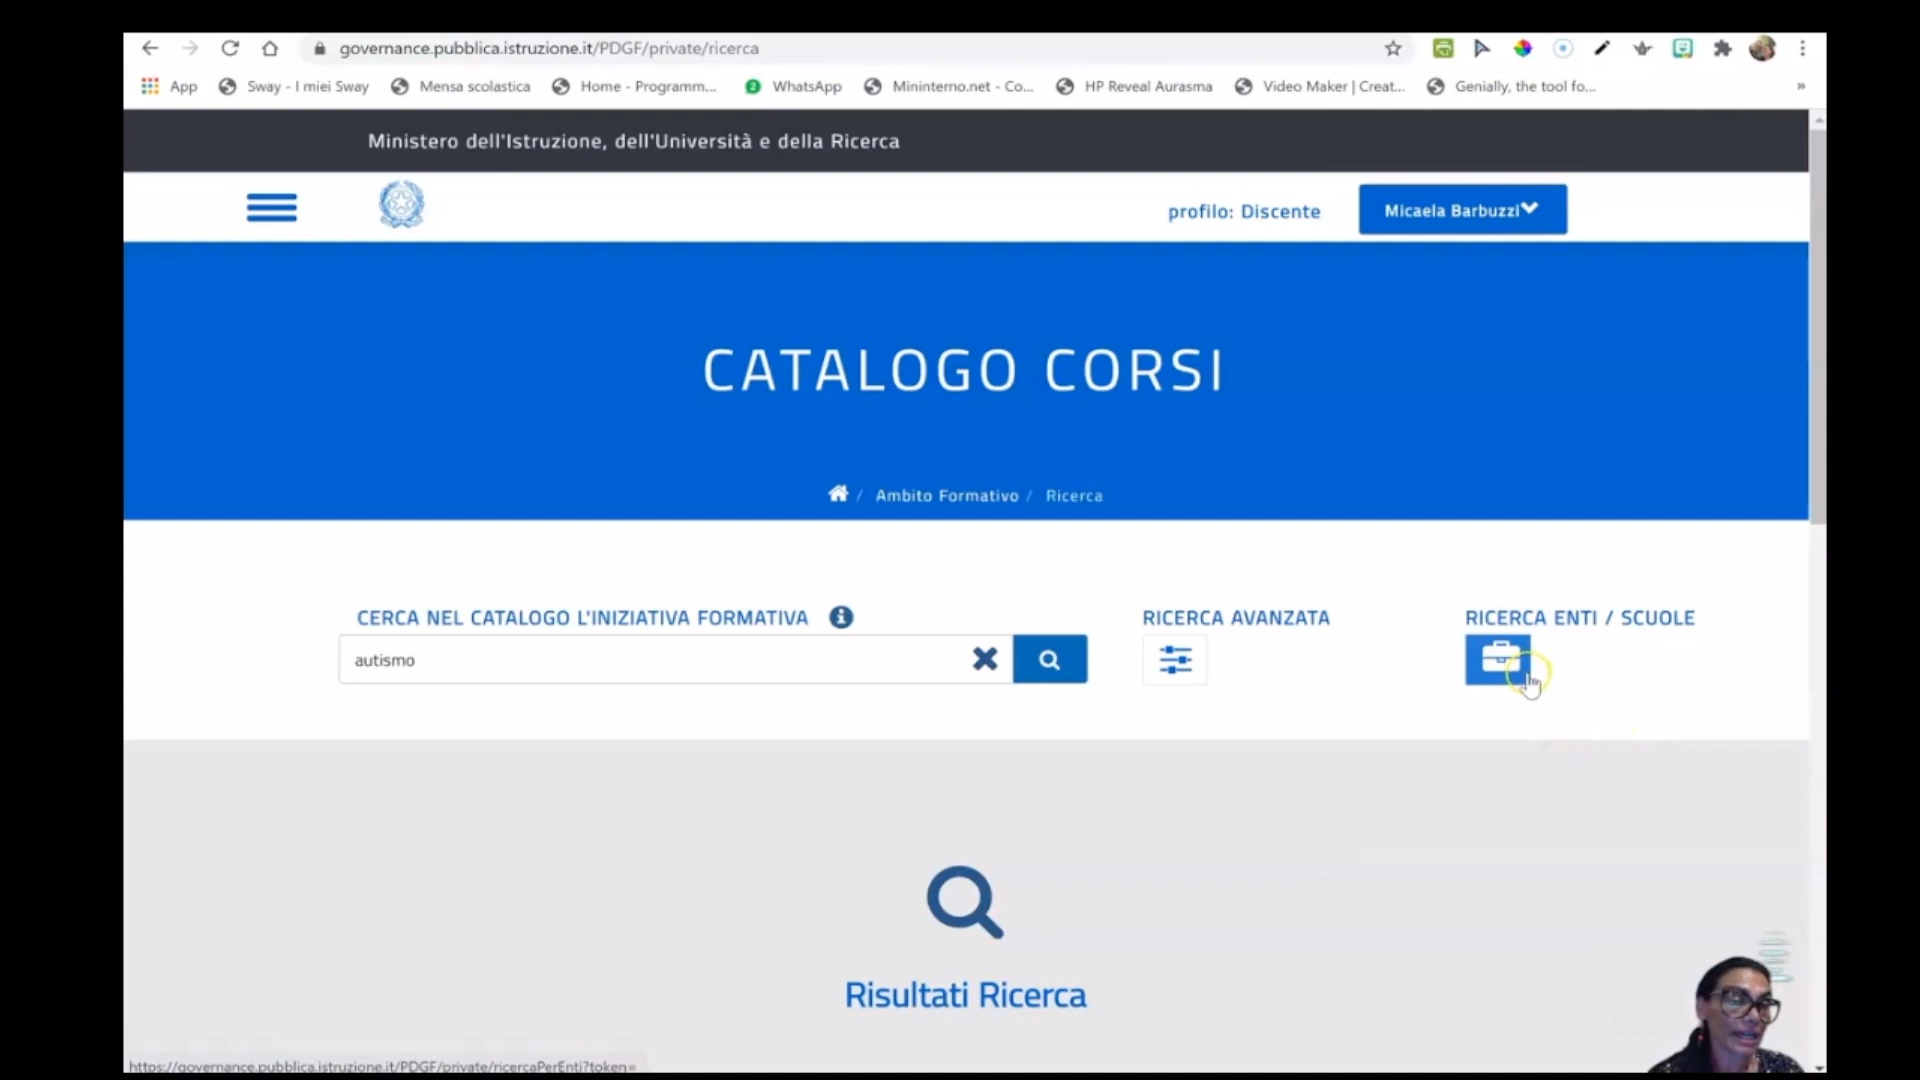 governance.pubblica.istruzione.it/PDGF/private/ricerca
App Sway - I miei Sway Mensa scolastica Home - Programm... 2 WhatsApp Mininterno.net - Co... HP Reveal Aurasma Video Maker | Creat... Genially, the tool fo... »
Ministero dell'Istruzione, dell'Università e della Ricerca
profilo: Discente Micaela Barbuzzi
CATALOGO CORSI
/ Ambito Formativo / Ricerca
CERCA NEL CATALOGO L'INIZIATIVA FORMATIVA RICERCA AVANZATA RICERCA ENTI / SCUOLE
autismo
Risultati Ricerca
https://governance.pubblica.istruzione.it/PDGF/private/ricercaPerEnti?token=